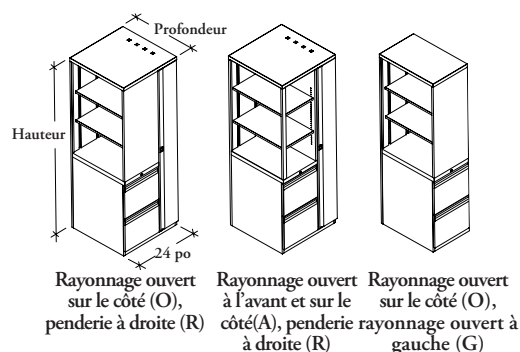 Profondeur
Hauteur
24 po
Rayonnage ouvert
sur le côté (O),
penderie à droite (R)
Rayonnage ouvert
à l'avant et sur le
côté(A), penderie
à droite (R)
Rayonnage ouvert
sur le côté (O),
rayonnage ouvert à
gauche (G)